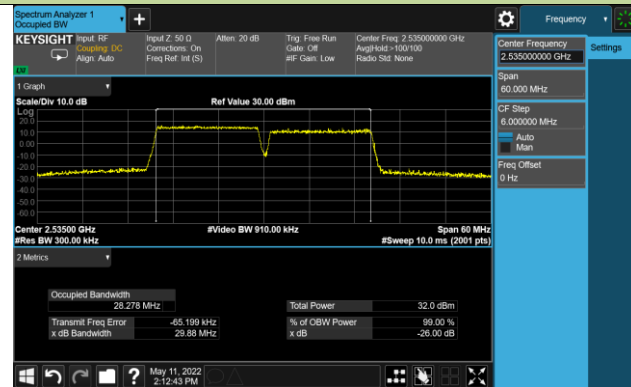 Spectrum Analyzer 1
Occupied BW
+
Frequency
KEYSIGHT
Input: RF
Coupling: DC
Align: Auto
Input Z: 50 Ω
Corrections: On
Freq Ref: Int (S)
Atten: 20 dB
Trig: Free Run
Gate: Off
#IF Gain: Low
Center Freq: 2.535000000 GHz
Avg|Hold:>100/100
Radio Std: None
LXI
Center Frequency
2.535000000 GHz
Settings
Span
60.000 MHz
CF Step
6.000000 MHz
Auto
Man
Freq Offset
0 Hz
1 Graph
Scale/Div 10.0 dB
Ref Value 30.00 dBm
Log
20.0
10.0
0.00
-10.0
-20.0
-30.0
-40.0
-50.0
-60.0
Center 2.53500 GHz
#Video BW 910.00 kHz
Span 60 MHz
#Res BW 300.00 kHz
#Sweep 10.0 ms (2001 pts)
2 Metrics
Occupied Bandwidth
28.278 MHz
Total Power
32.0 dBm
Transmit Freq Error
-65.199 kHz
% of OBW Power
99.00 %
x dB Bandwidth
29.88 MHz
x dB
-26.00 dB
?
May 11, 2022
2:12:43 PM